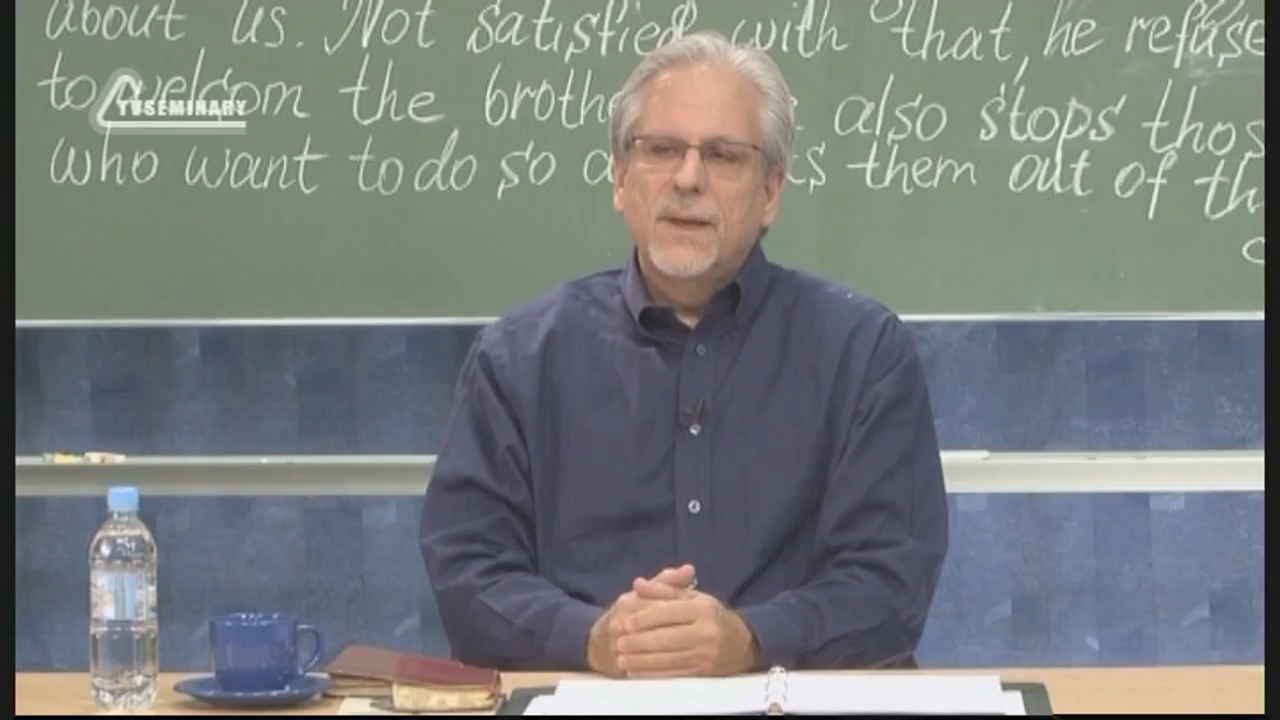 about us. Not satisfied with that, he refuse
to welcom the brothe also stops thos
who want to do so a ts them out of th
TVSEMINARY